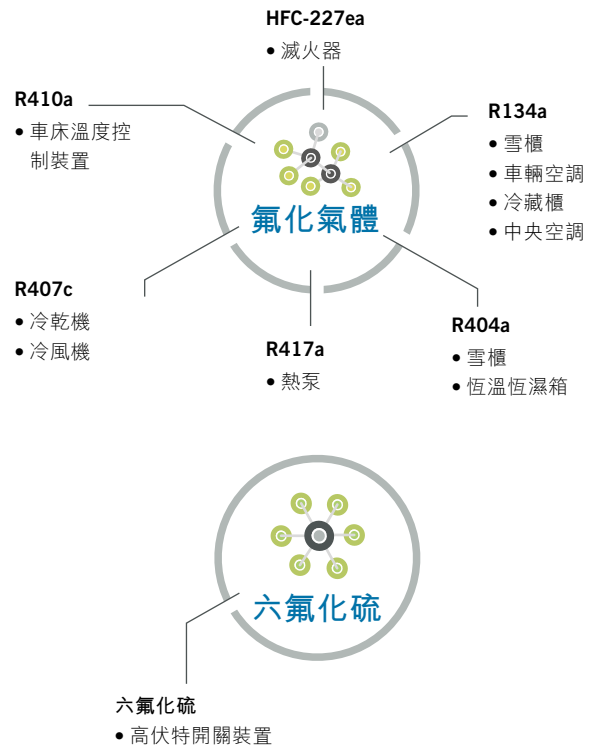 HFC-227ea
• 滅火器
R410a
• 車床溫度控
制裝置
R134a
• 雪櫃
• 車輛空調
• 冷藏櫃
• 中央空調
氟化氣體
R407c
• 冷乾機
• 冷風機
R417a
• 熱泵
R404a
• 雪櫃
• 恆溫恆濕箱
六氟化硫
六氟化硫
• 高伏特開關裝置